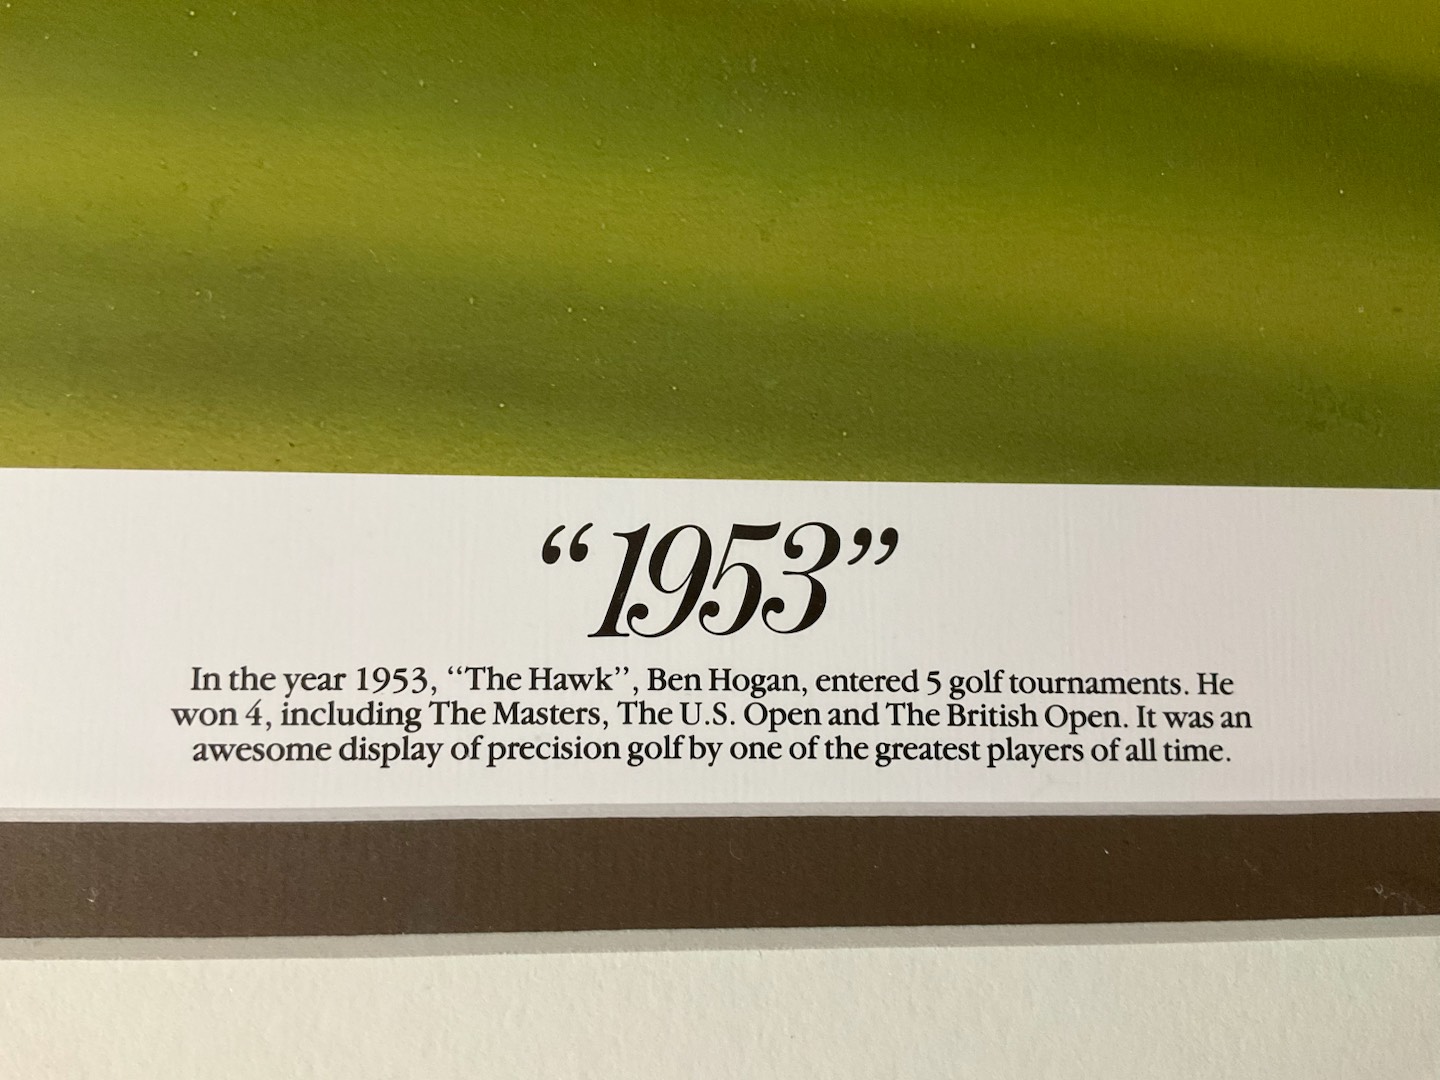 “1953”
In the year 1953, “The Hawk”, Ben Hogan, entered 5 golf tournaments. He
won 4, including The Masters, The U.S. Open and The British Open. It was an
awesome display of precision golf by one of the greatest players of all time.